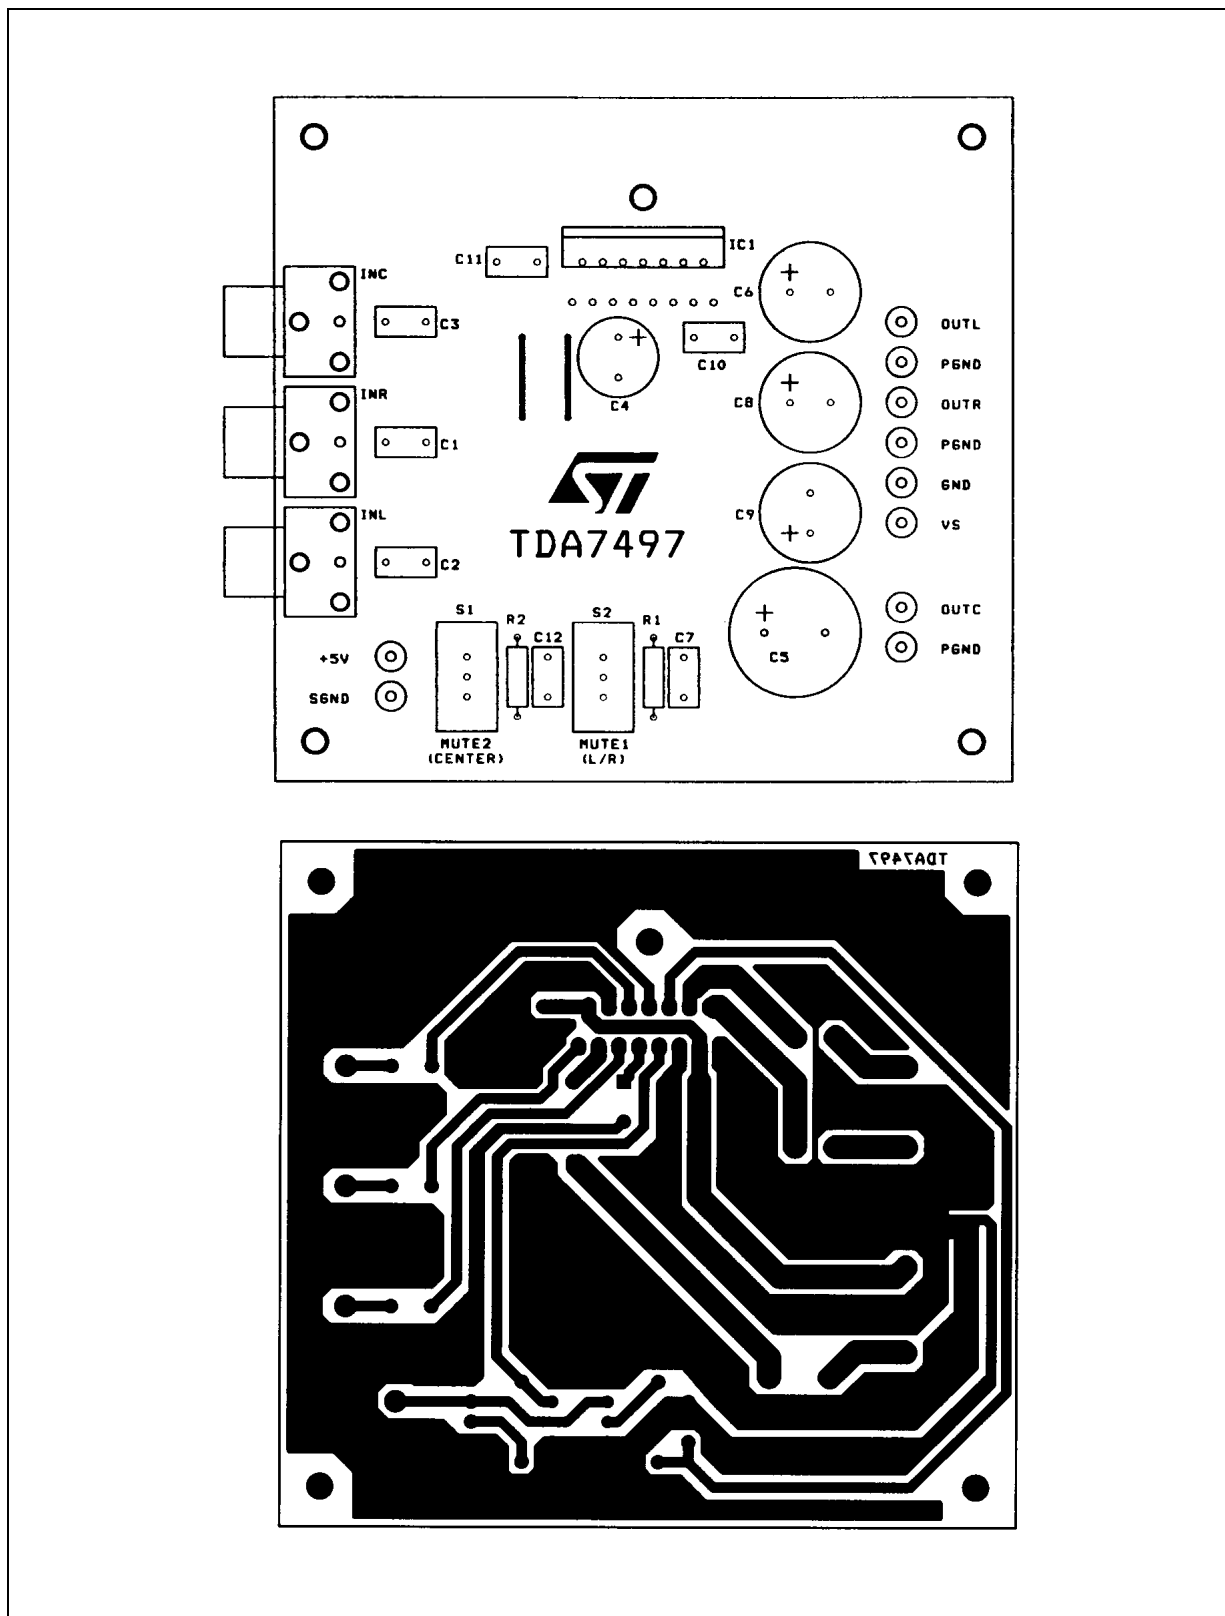 IC1
C11
INC
C6
C3
OUTL
PGND
C10
INR
C4
C8
OUTR
C1
PGND
GND
INL
C9
VS
ST
TDA7497
C2
S1
R2
S2
R1
OUTC
C12
C7
+5V
C5
PGND
SGND
MUTE2
(CENTER)
MUTE1
(L/R)
TDA7497